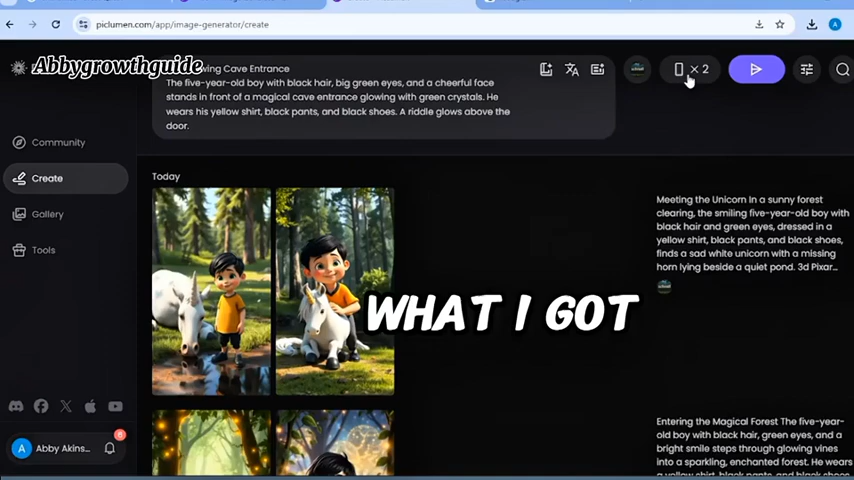 piclumen.com/app/image-generator/create
A
Abbygrowthguide
wing Cave Entrance
The five-year-old boy with black hair, big green eyes, and a cheerful face
stands in front of a magical cave entrance glowing with green crystals. He
wears his yellow shirt, black pants, and black shoes. A riddle glows above the
door.
× 2
Community
Create
Gallery
Tools
Today
Meeting the Unicorn In a sunny forest
clearing, the smiling five-year-old boy with
black hair and green eyes, dressed in a
yellow shirt, black pants, and black shoes,
finds a sad white unicorn with a missing
horn lying beside a quiet pond. 3d Pixar...
WHAT I GOT
Entering the Magical Forest The five-year-
old boy with black hair, green eyes, and a
bright smile steps through glowing vines
into a sparkling, enchanted forest. He wears
A
Abby Akins...
6